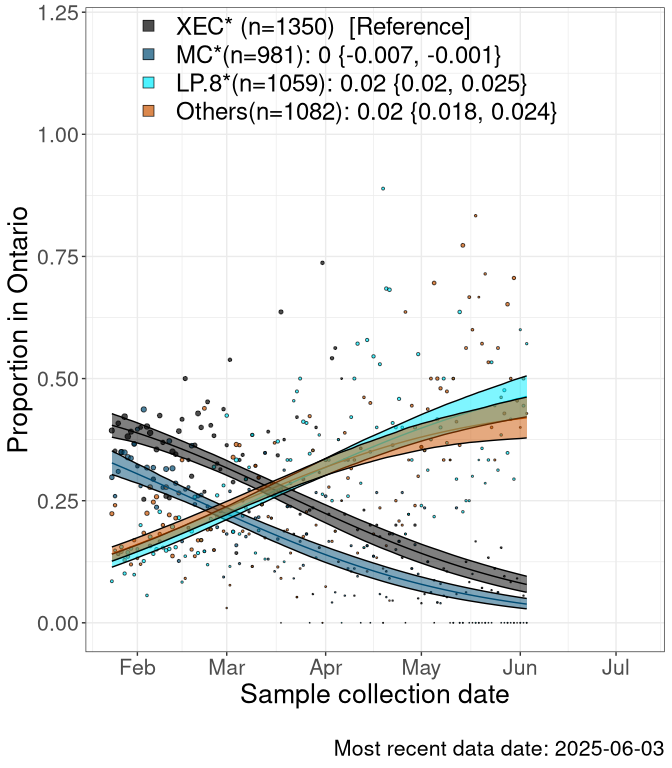 1.25
1.00
0.75
0.50
0.25
0.00
Proportion in Ontario
XEC* (n=1350)  [Reference]
MC*(n=981): 0 {-0.007, -0.001}
LP.8*(n=1059): 0.02 {0.02, 0.025}
Others(n=1082): 0.02 {0.018, 0.024}
Feb Mar Apr May Jun Jul
Sample collection date
Most recent data date: 2025-06-03